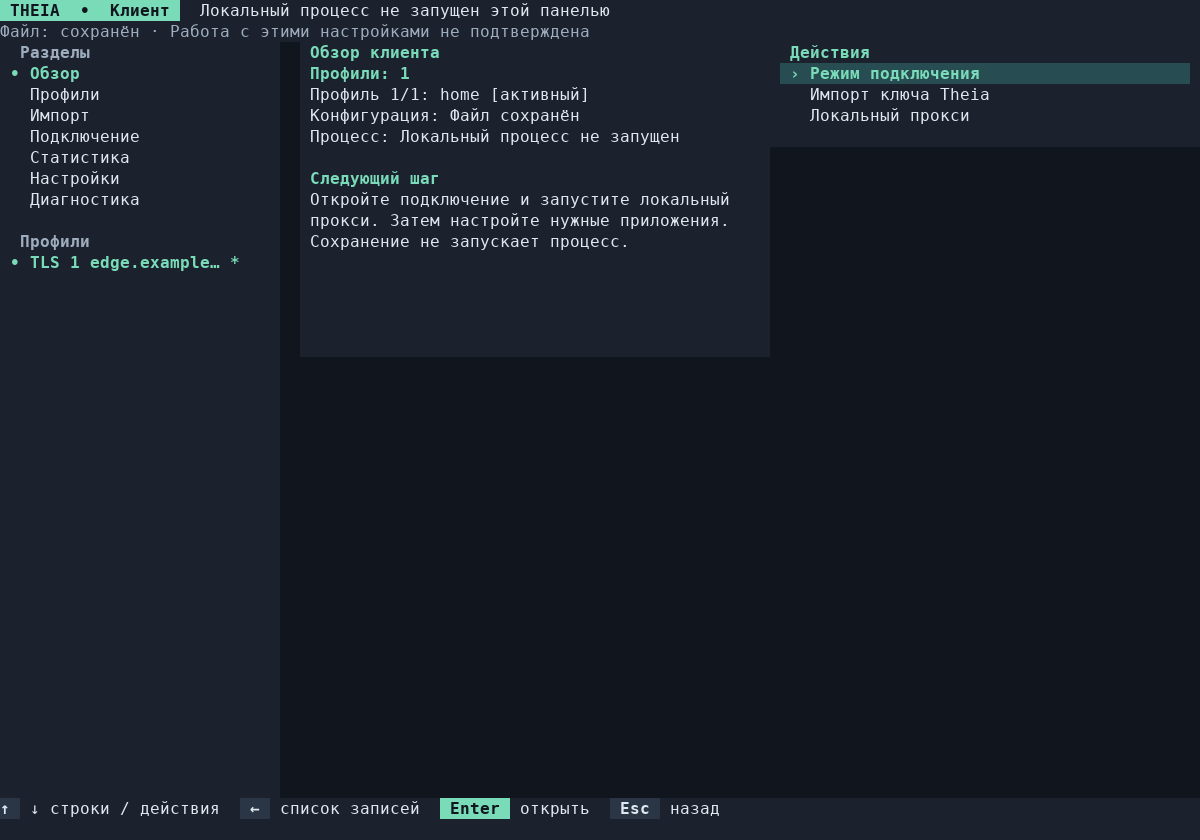 THEIA • Клиент Локальный процесс не запущен этой панелью
Файл: сохранён · Работа с этими настройками не подтверждена
Разделы
• Обзор
Профили
Импорт
Подключение
Статистика
Настройки
Диагностика
Профили
• TLS 1 edge.example… *
Обзор клиента
Профили: 1
Профиль 1/1: home [активный]
Конфигурация: Файл сохранён
Процесс: Локальный процесс не запущен
Следующий шаг
Откройте подключение и запустите локальный
прокси. Затем настройте нужные приложения.
Сохранение не запускает процесс.
Действия
› Режим подключения
Импорт ключа Theia
Локальный прокси
↑ ↓ строки / действия ← список записей Enter открыть Esc назад